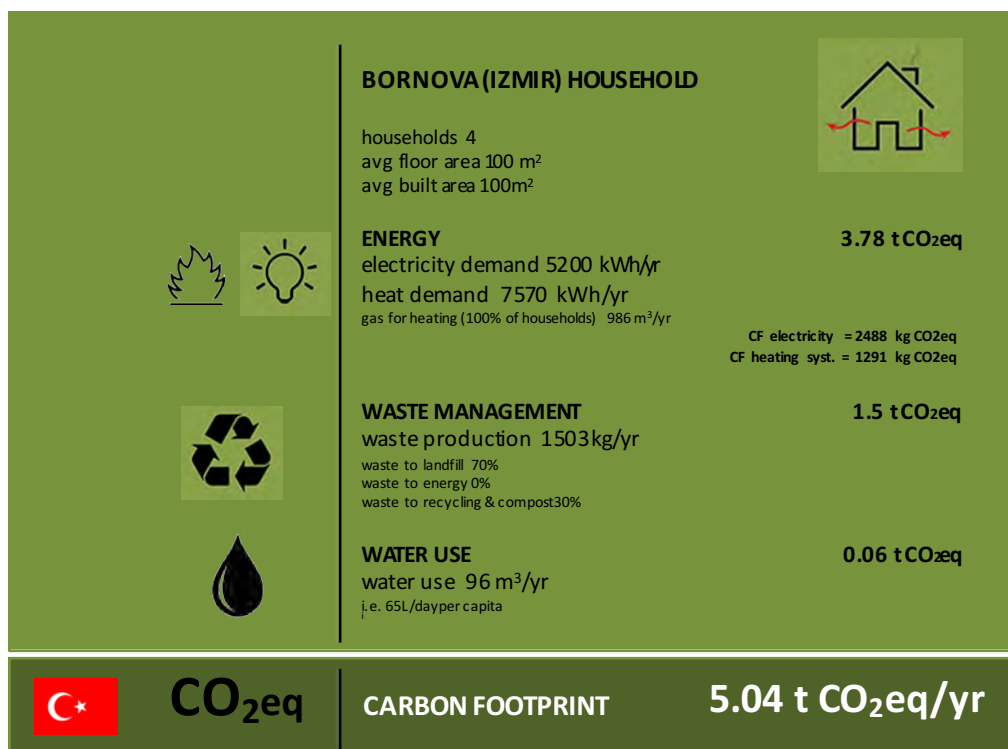 BORNOVA (IZMIR) HOUSEHOLD
households 4
avg floor area 100 m²
avg built area 100m²
ENERGY 3.78 t CO₂eq
electricity demand 5200 kWh/yr
heat demand 7570 kWh/yr
gas for heating (100% of households) 986 m³/yr
CF electricity = 2488 kg CO2eq
CF heating syst. = 1291 kg CO2eq
WASTE MANAGEMENT 1.5 t CO₂eq
waste production 1503 kg/yr
waste to landfill 70%
waste to energy 0%
waste to recycling & compost30%
WATER USE 0.06 t CO₂eq
water use 96 m³/yr
i.e. 65L/dayper capita
i
CO₂eq CARBON FOOTPRINT 5.04 t CO₂eq/yr